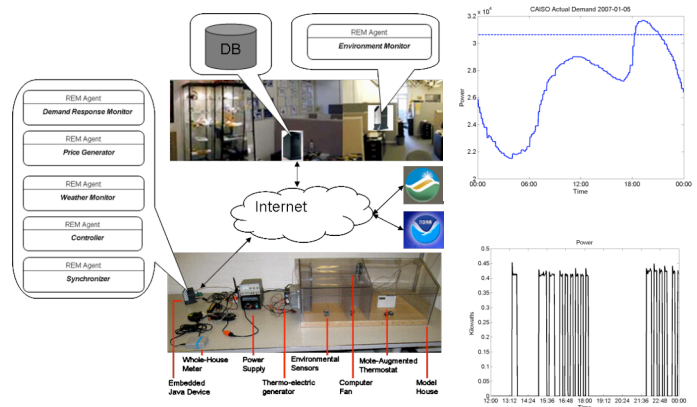 DB
REM Agent
Environment Monitor
REM Agent
Demand Response Monitor
REM Agent
Price Generator
REM Agent
Weather Monitor
REM Agent
Controller
REM Agent
Synchronizer
Internet
Whole-House Meter
Power Supply
Environmental Sensors
Mote-Augmented Thermostat
Embedded Java Device
Thermo-electric generator
Computer Fan
Model House
CAISO Actual Demand 2007-01-05
x 10
3.2
3
2.8
2.6
2.4
2.2
2
Power
00:00 06:00 12:00 18:00 00:00
Time
Power
0.5
0.45
0.4
0.35
0.3
0.25
0.2
0.15
0.1
0.05
0
Kilowatts
12:00 13:12 14:24 15:36 16:48 18:00 19:12 20:24 21:36 22:48 00:00
Time